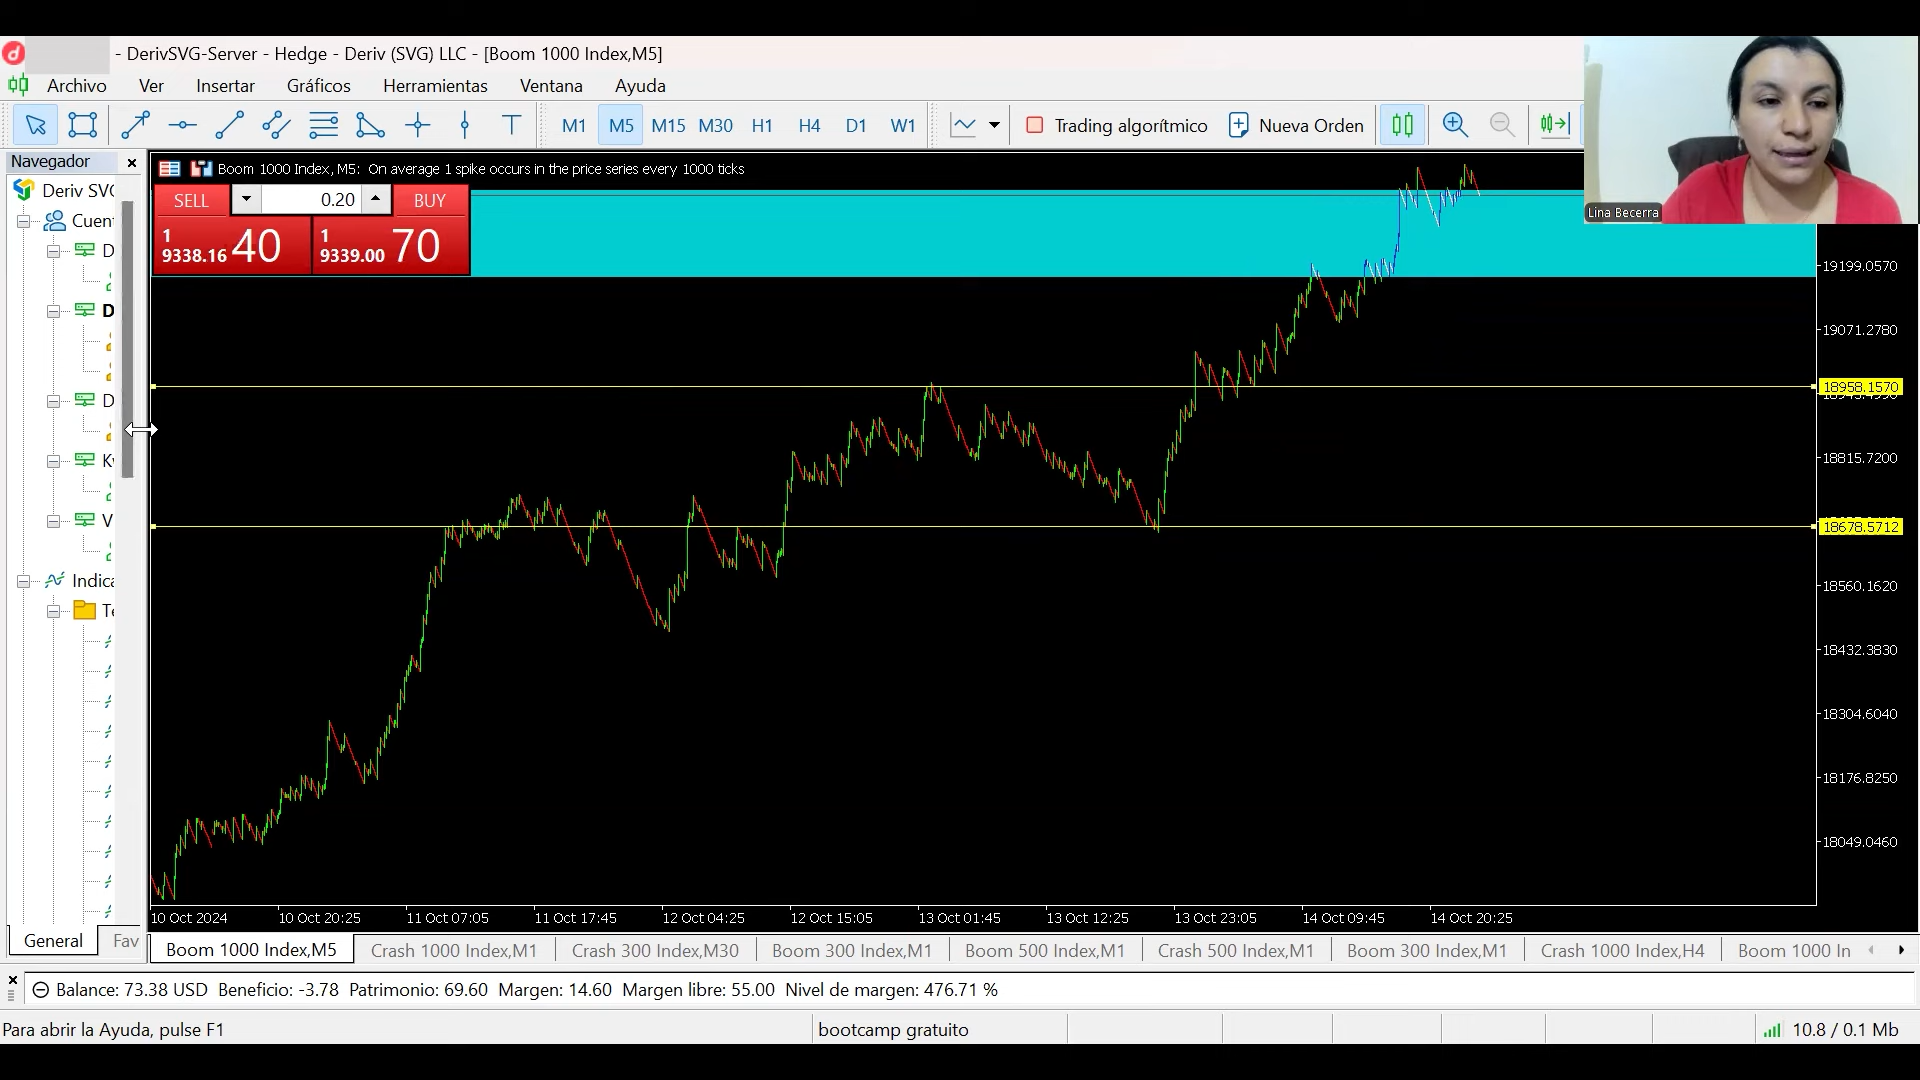 - DerivSVG-Server - Hedge - Deriv (SVG) LLC - [Boom 1000 Index,M5]
Archivo Ver Insertar Gráficos Herramientas Ventana Ayuda
T M1 M5 M15 M30 H1 H4 D1 W1 Trading algorítmico Nueva Orden
Navegador
Deriv SVG
Cuent
D
D
D
K
V
Indica
Te
General Fav
Boom 1000 Index, M5: On average 1 spike occurs in the price series every 1000 ticks
SELL 0.20 BUY
1 9338.16 40
1 9339.00 70
Lina Becerra
19199.0570
19071.2780
18958.1570
18815.7200
18678.5712
18560.1620
18432.3830
18304.6040
18176.8250
18049.0460
10 Oct 2024 10 Oct 20:25 11 Oct 07:05 11 Oct 17:45 12 Oct 04:25 12 Oct 15:05 13 Oct 01:45 13 Oct 12:25 13 Oct 23:05 14 Oct 09:45 14 Oct 20:25
Boom 1000 Index,M5 Crash 1000 Index,M1 Crash 300 Index,M30 Boom 300 Index,M1 Boom 500 Index,M1 Crash 500 Index,M1 Boom 300 Index,M1 Crash 1000 Index,H4 Boom 1000 In
Balance: 73.38 USD Beneficio: -3.78 Patrimonio: 69.60 Margen: 14.60 Margen libre: 55.00 Nivel de margen: 476.71 %
Para abrir la Ayuda, pulse F1 bootcamp gratuito 10.8 / 0.1 Mb